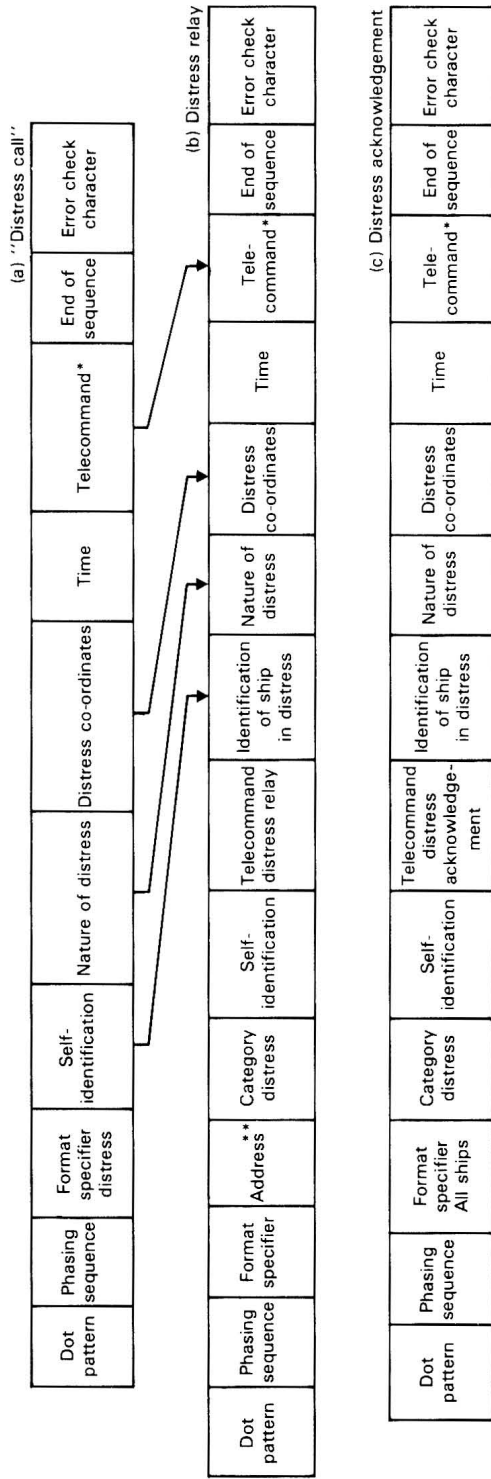 (a) "Distress call"
Dot
pattern
Phasing
sequence
Format
specifier
distress
Self-
identification
Nature of distress
Distress co-ordinates
Time
Telecommand*
End of
sequence
Error check
character
(b) Distress relay
Dot
pattern
Phasing
sequence
Format
specifier
Address**
Category
distress
Self-
identification
Telecommand
distress relay
Identification
of ship
in distress
Nature of
distress
Distress
co-ordinates
Time
Tele-
command*
End of
sequence
Error check
character
(c) Distress acknowledgement
Dot
pattern
Phasing
sequence
Format
specifier
All ships
Category
distress
Self-
identification
Telecommand
distress
acknowledge-
ment
Identification
of ship
in distress
Nature of
distress
Distress
co-ordinates
Time
Tele-
command*
End of
sequence
Error check
character